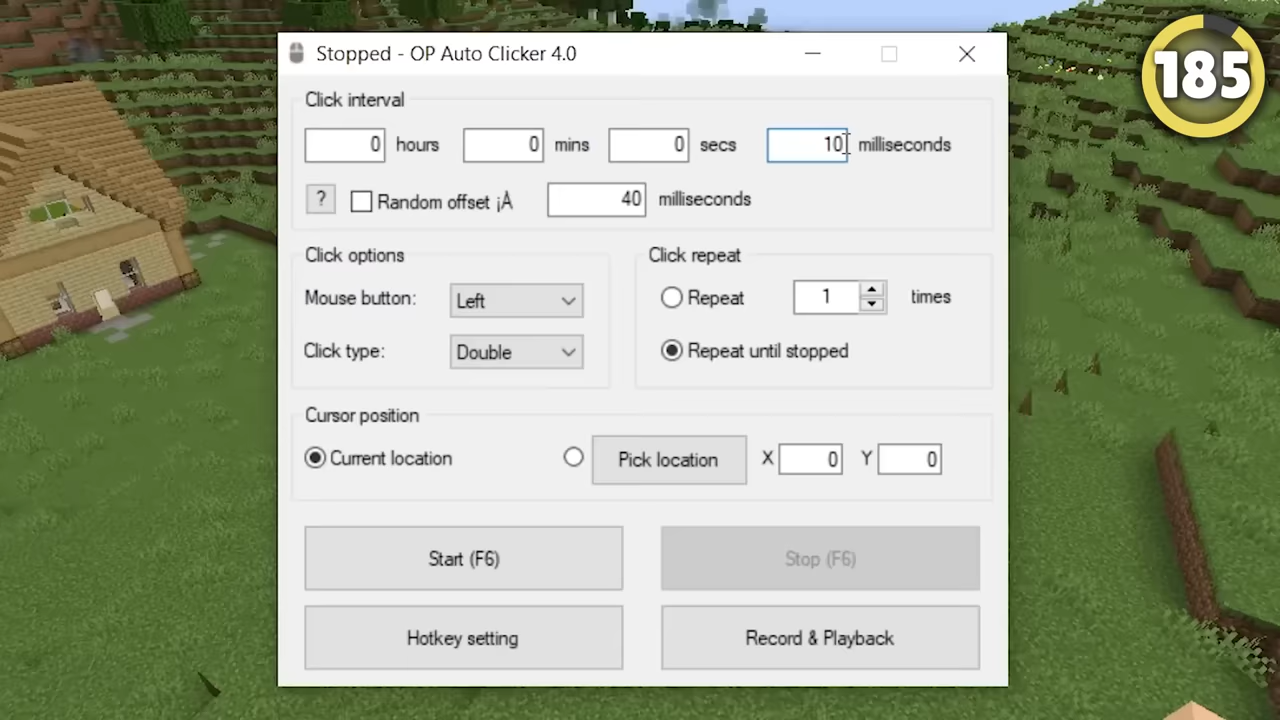 Stopped - OP Auto Clicker 4.0
185
Click interval
0 hours 0 mins 0 secs 10 milliseconds
? Random offset ¡À 40 milliseconds
Click options
Mouse button: Left
Click type: Double
Click repeat
Repeat 1 times
Repeat until stopped
Cursor position
Current location Pick location X 0 Y 0
Start (F6) Stop (F6)
Hotkey setting Record & Playback